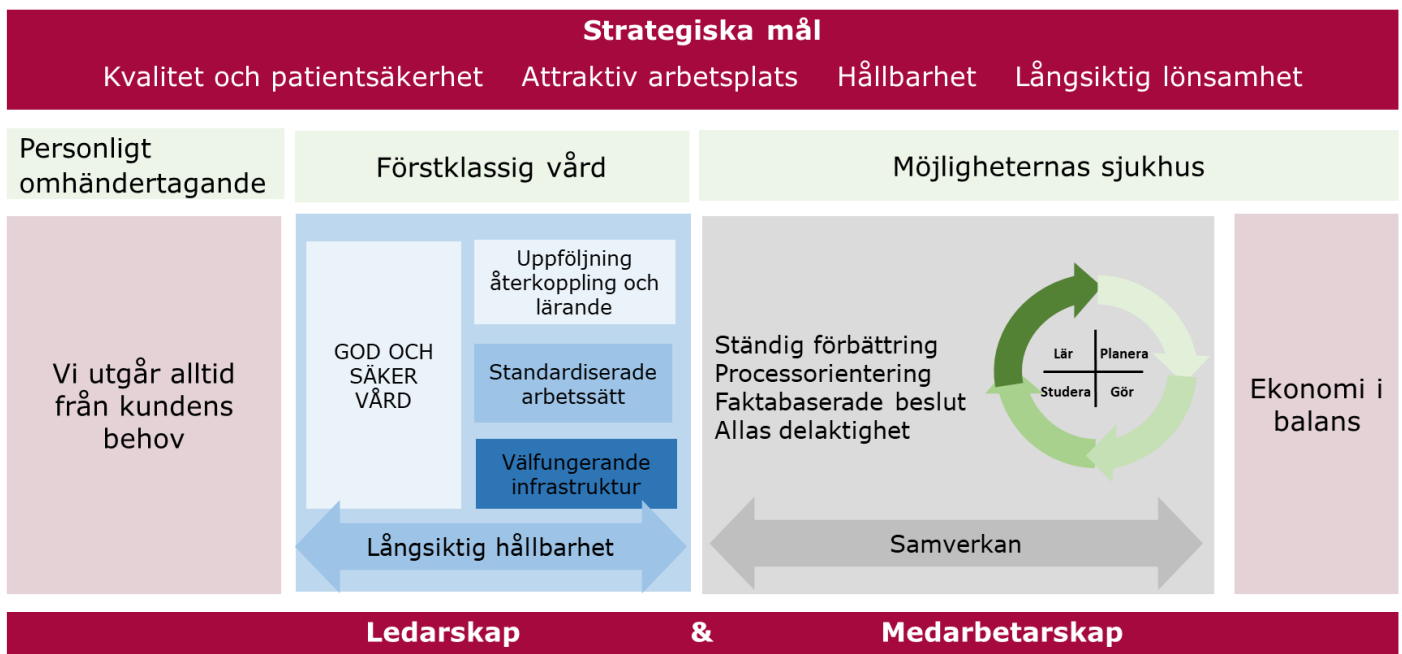 Strategiska mål
Kvalitet och patientsäkerhet Attraktiv arbetsplats Hållbarhet Långsiktig lönsamhet
Personligt
omhändertagande
Förstklassig vård
Möjligheternas sjukhus
Vi utgår alltid
från kundens
behov
GOD OCH
SÄKER
VÅRD
Uppföljning
återkoppling och
lärande
Standardiserade
arbetssätt
Välfungerande
infrastruktur
Långsiktig hållbarhet
Ständig förbättring
Processorientering
Faktabaserade beslut
Allas delaktighet
Lär Planera
Studera Gör
Samverkan
Ekonomi i
balans
Ledarskap & Medarbetarskap